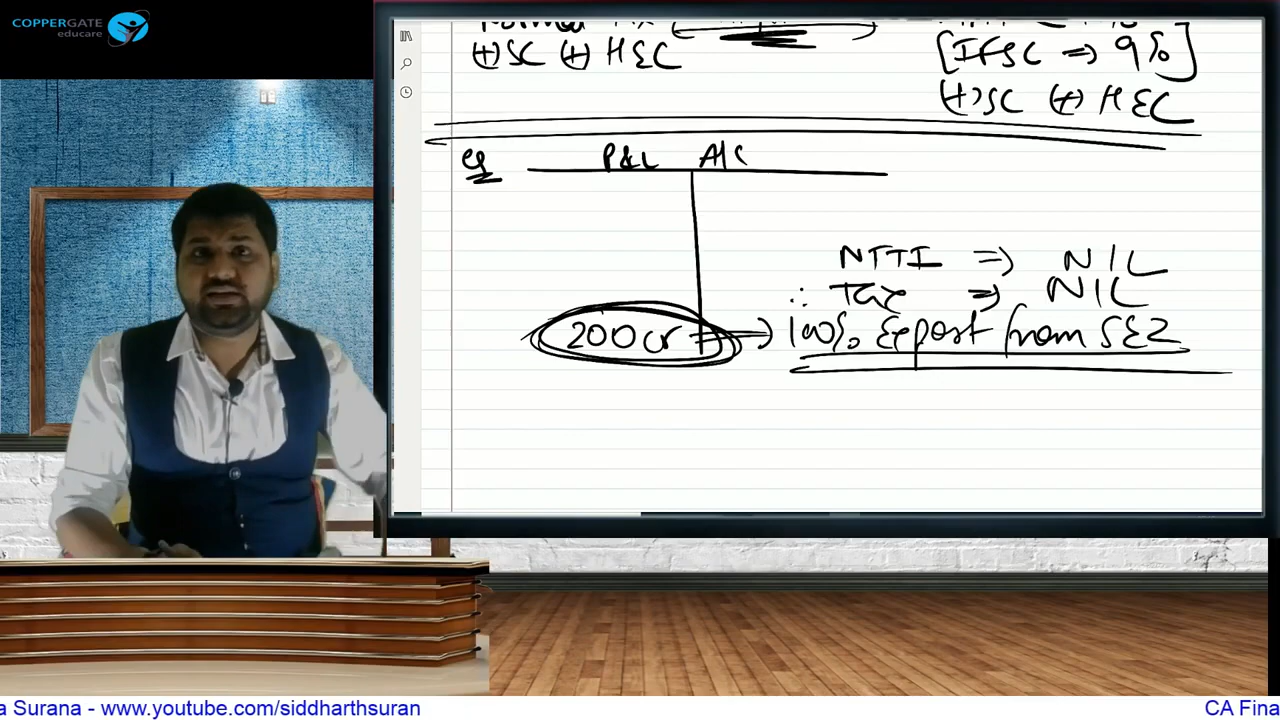 COPPERGATE
educare
[IFSC ⇒ 9%]
(+) SC (+) HEC
(+) SC (+) HEC
eg P&L A/C
NTTI ⇒ NIL
∴ Tax ⇒ NIL
200cr → 100% Export from SEZ
a Surana - www.youtube.com/siddharthsuran
CA Fina